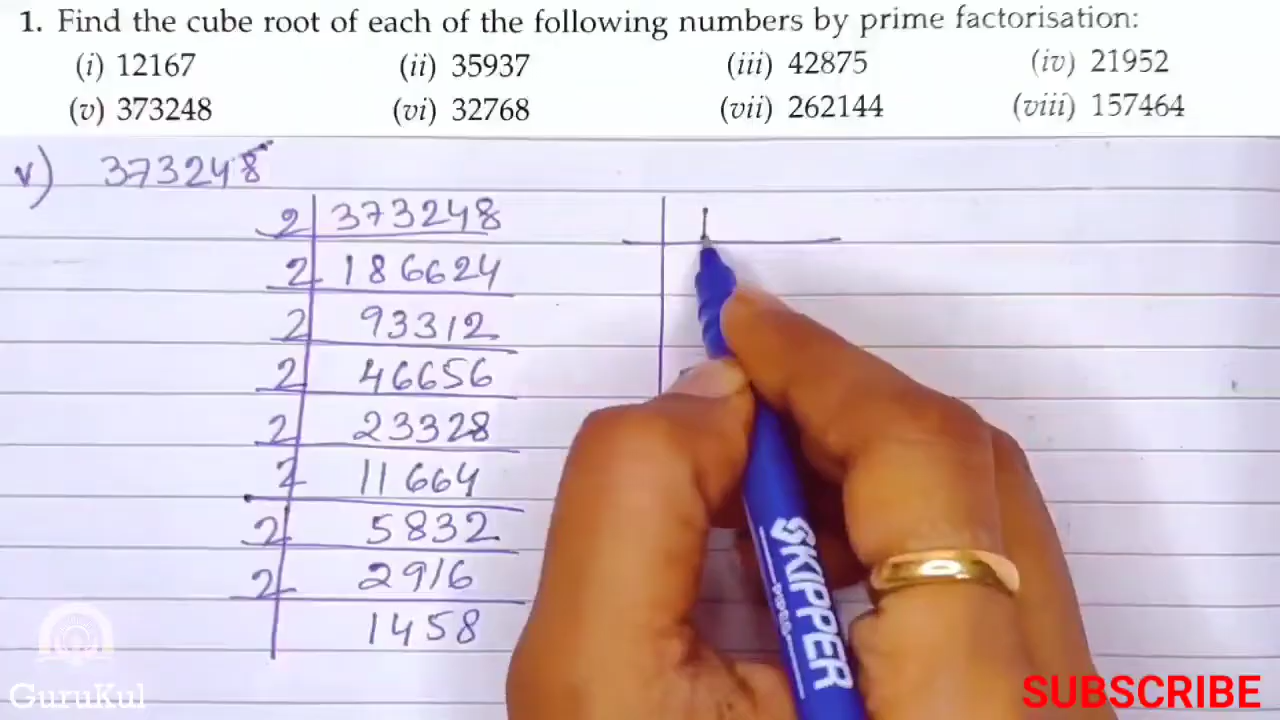 1. Find the cube root of each of the following numbers by prime factorisation:
(i) 12167 (ii) 35937 (iii) 42875 (iv) 21952
(v) 373248 (vi) 32768 (vii) 262144 (viii) 157464
v) 373248
2 373248
2 186624
2 93312
2 46656
2 23328
2 11664
2 5832
2 2916
1458
1
SKIPPER
GuruKul
SUBSCRIBE